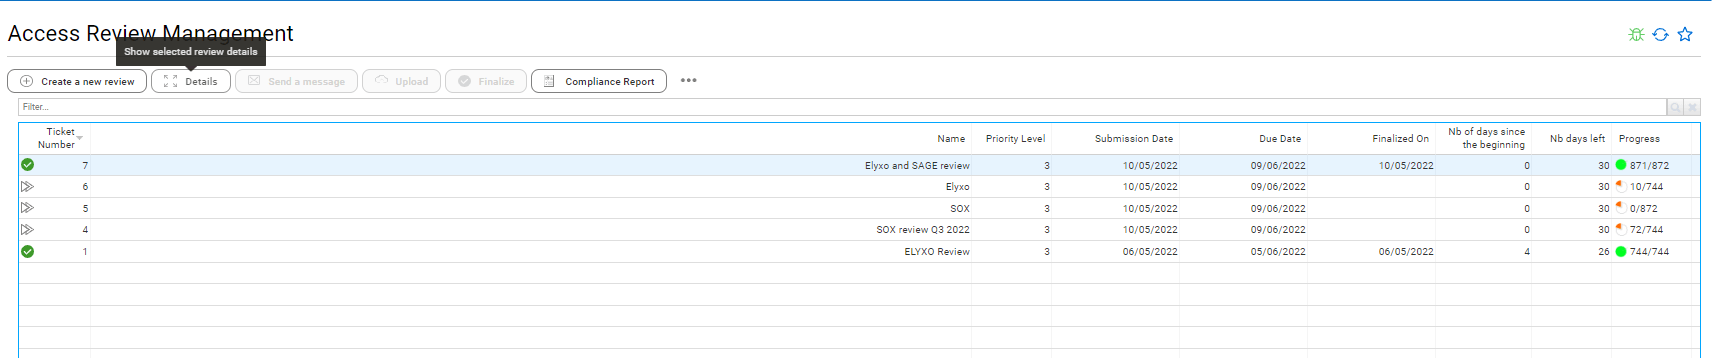 Access Review Management
Show selected review details
Create a new review Details Send a message Upload Finalize Compliance Report •••
Filter...
Ticket Number Name Priority Level Submission Date Due Date Finalized On Nb of days since the beginning Nb days left Progress
7 Elyxo and SAGE review 3 10/05/2022 09/06/2022 10/05/2022 0 30 871/872
6 Elyxo 3 10/05/2022 09/06/2022 0 30 10/744
5 SOX 3 10/05/2022 09/06/2022 0 30 0/872
4 SOX review Q3 2022 3 10/05/2022 09/06/2022 0 30 72/744
1 ELYXO Review 3 06/05/2022 05/06/2022 06/05/2022 4 26 744/744